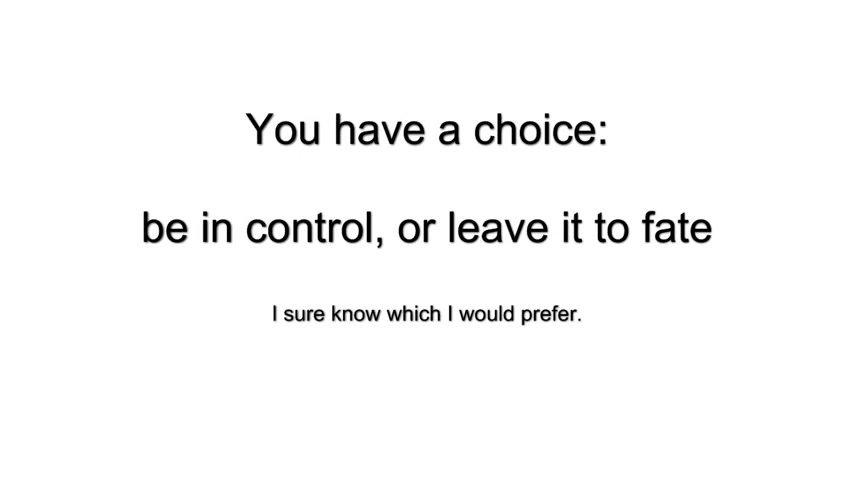 You have a choice:
be in control, or leave it to fate
I sure know which I would prefer.